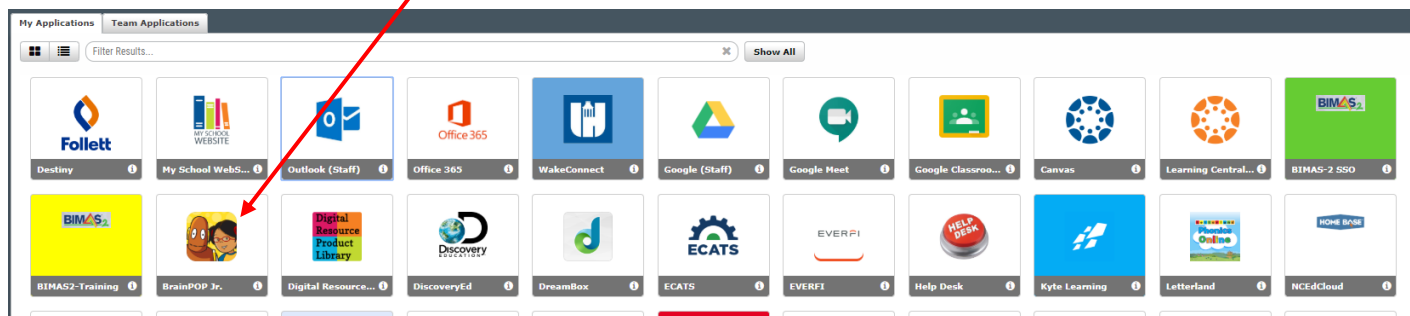 My Applications Team Applications
Filter Results... Show All
Follett
MY SCHOOL
WEBSITE
Office 365
BIMAS2
Destiny My School WebS... Outlook (Staff) Office 365 WakeConnect Google (Staff) Google Meet Google Classroo... Canvas Learning Central... BIMAS-2 SSO
BIMAS2
Digital
Resource
Product
Library
Discovery
EDUCATION
ECATS
EVERFI
HELP
DESK
Phonics
Online
HOME BASE
BIMAS2-Training BrainPOP Jr. Digital Resource... DiscoveryEd DreamBox ECATS EVERFI Help Desk Kyte Learning Letterland NCEdCloud